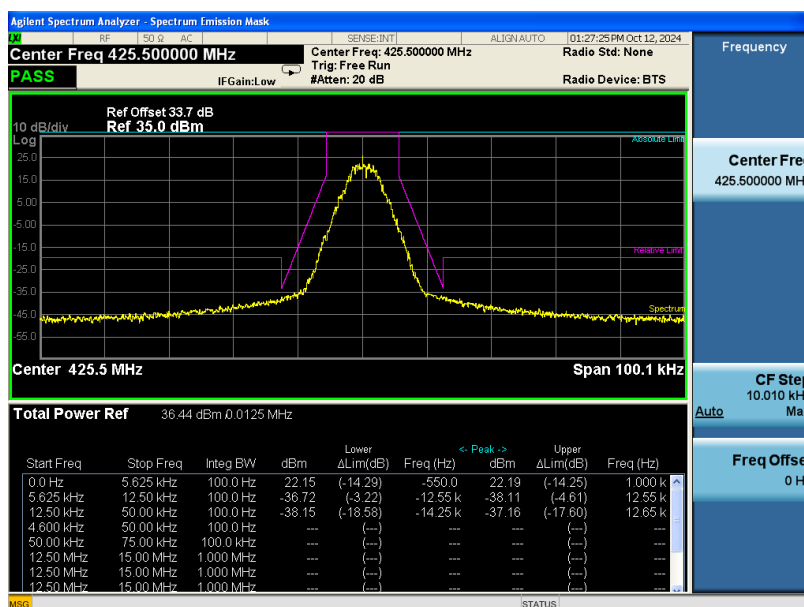 Agilent Spectrum Analyzer - Spectrum Emission Mask
LXI RF 50 Ω AC SENSE:INT ALIGN AUTO 01:27:25 PM Oct 12, 2024
Center Freq 425.500000 MHz Center Freq: 425.500000 MHz Radio Std: None
Trig: Free Run
PASS IFGain:Low #Atten: 20 dB Radio Device: BTS
Ref Offset 33.7 dB
10 dB/div Ref 35.0 dBm
Log Absolute Limit
25.0
15.0
5.00
-5.00
-15.0 Relative Limit
-25.0
-35.0
-45.0 Spectrum
-55.0
Center 425.5 MHz Span 100.1 kHz
Total Power Ref 36.44 dBm /0.0125 MHz
Lower <- Peak -> Upper
Start Freq Stop Freq Integ BW dBm ΔLim(dB) Freq (Hz) dBm ΔLim(dB) Freq (Hz)
0.0 Hz 5.625 kHz 100.0 Hz 22.15 (-14.29) -550.0 22.19 (-14.25) 1.000 k
5.625 kHz 12.50 kHz 100.0 Hz -36.72 (-3.22) -12.55 k -38.11 (-4.61) 12.55 k
12.50 kHz 50.00 kHz 100.0 Hz -38.15 (-18.58) -14.25 k -37.16 (-17.60) 12.65 k
4.600 kHz 50.00 kHz 100.0 Hz --- (---) --- --- (---) ---
50.00 kHz 75.00 kHz 100.0 kHz --- (---) --- --- (---) ---
12.50 MHz 15.00 MHz 1.000 MHz --- (---) --- --- (---) ---
12.50 MHz 15.00 MHz 1.000 MHz --- (---) --- --- (---) ---
12.50 MHz 15.00 MHz 1.000 MHz --- (---) --- --- (---) ---
MSG STATUS
Frequency
Center Fre
425.500000 MH
CF Step
10.010 kH
Auto Ma
Freq Offse
0 H